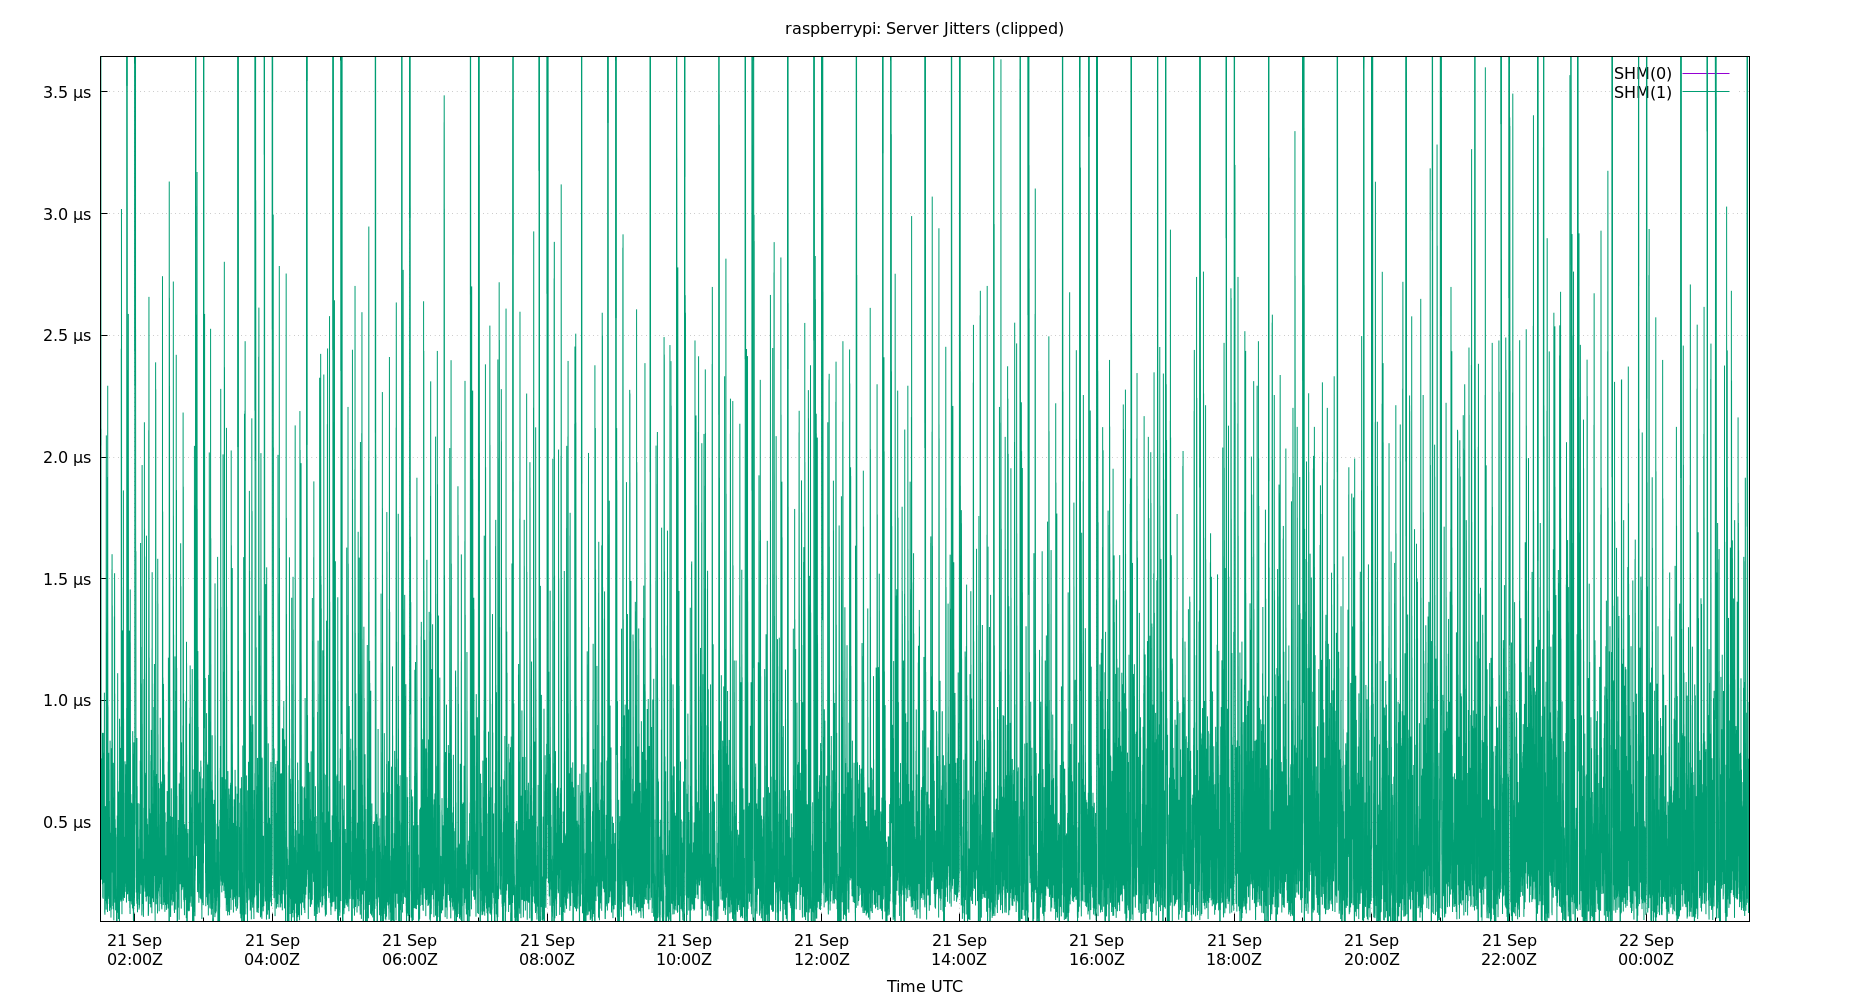 raspberrypi: Server Jitters (clipped)
SHM(0)
SHM(1)
3.5 µs
3.0 µs
2.5 µs
2.0 µs
1.5 µs
1.0 µs
0.5 µs
21 Sep 21 Sep 21 Sep 21 Sep 21 Sep 21 Sep 21 Sep 21 Sep 21 Sep 21 Sep 21 Sep 22 Sep
02:00Z 04:00Z 06:00Z 08:00Z 10:00Z 12:00Z 14:00Z 16:00Z 18:00Z 20:00Z 22:00Z 00:00Z
Time UTC